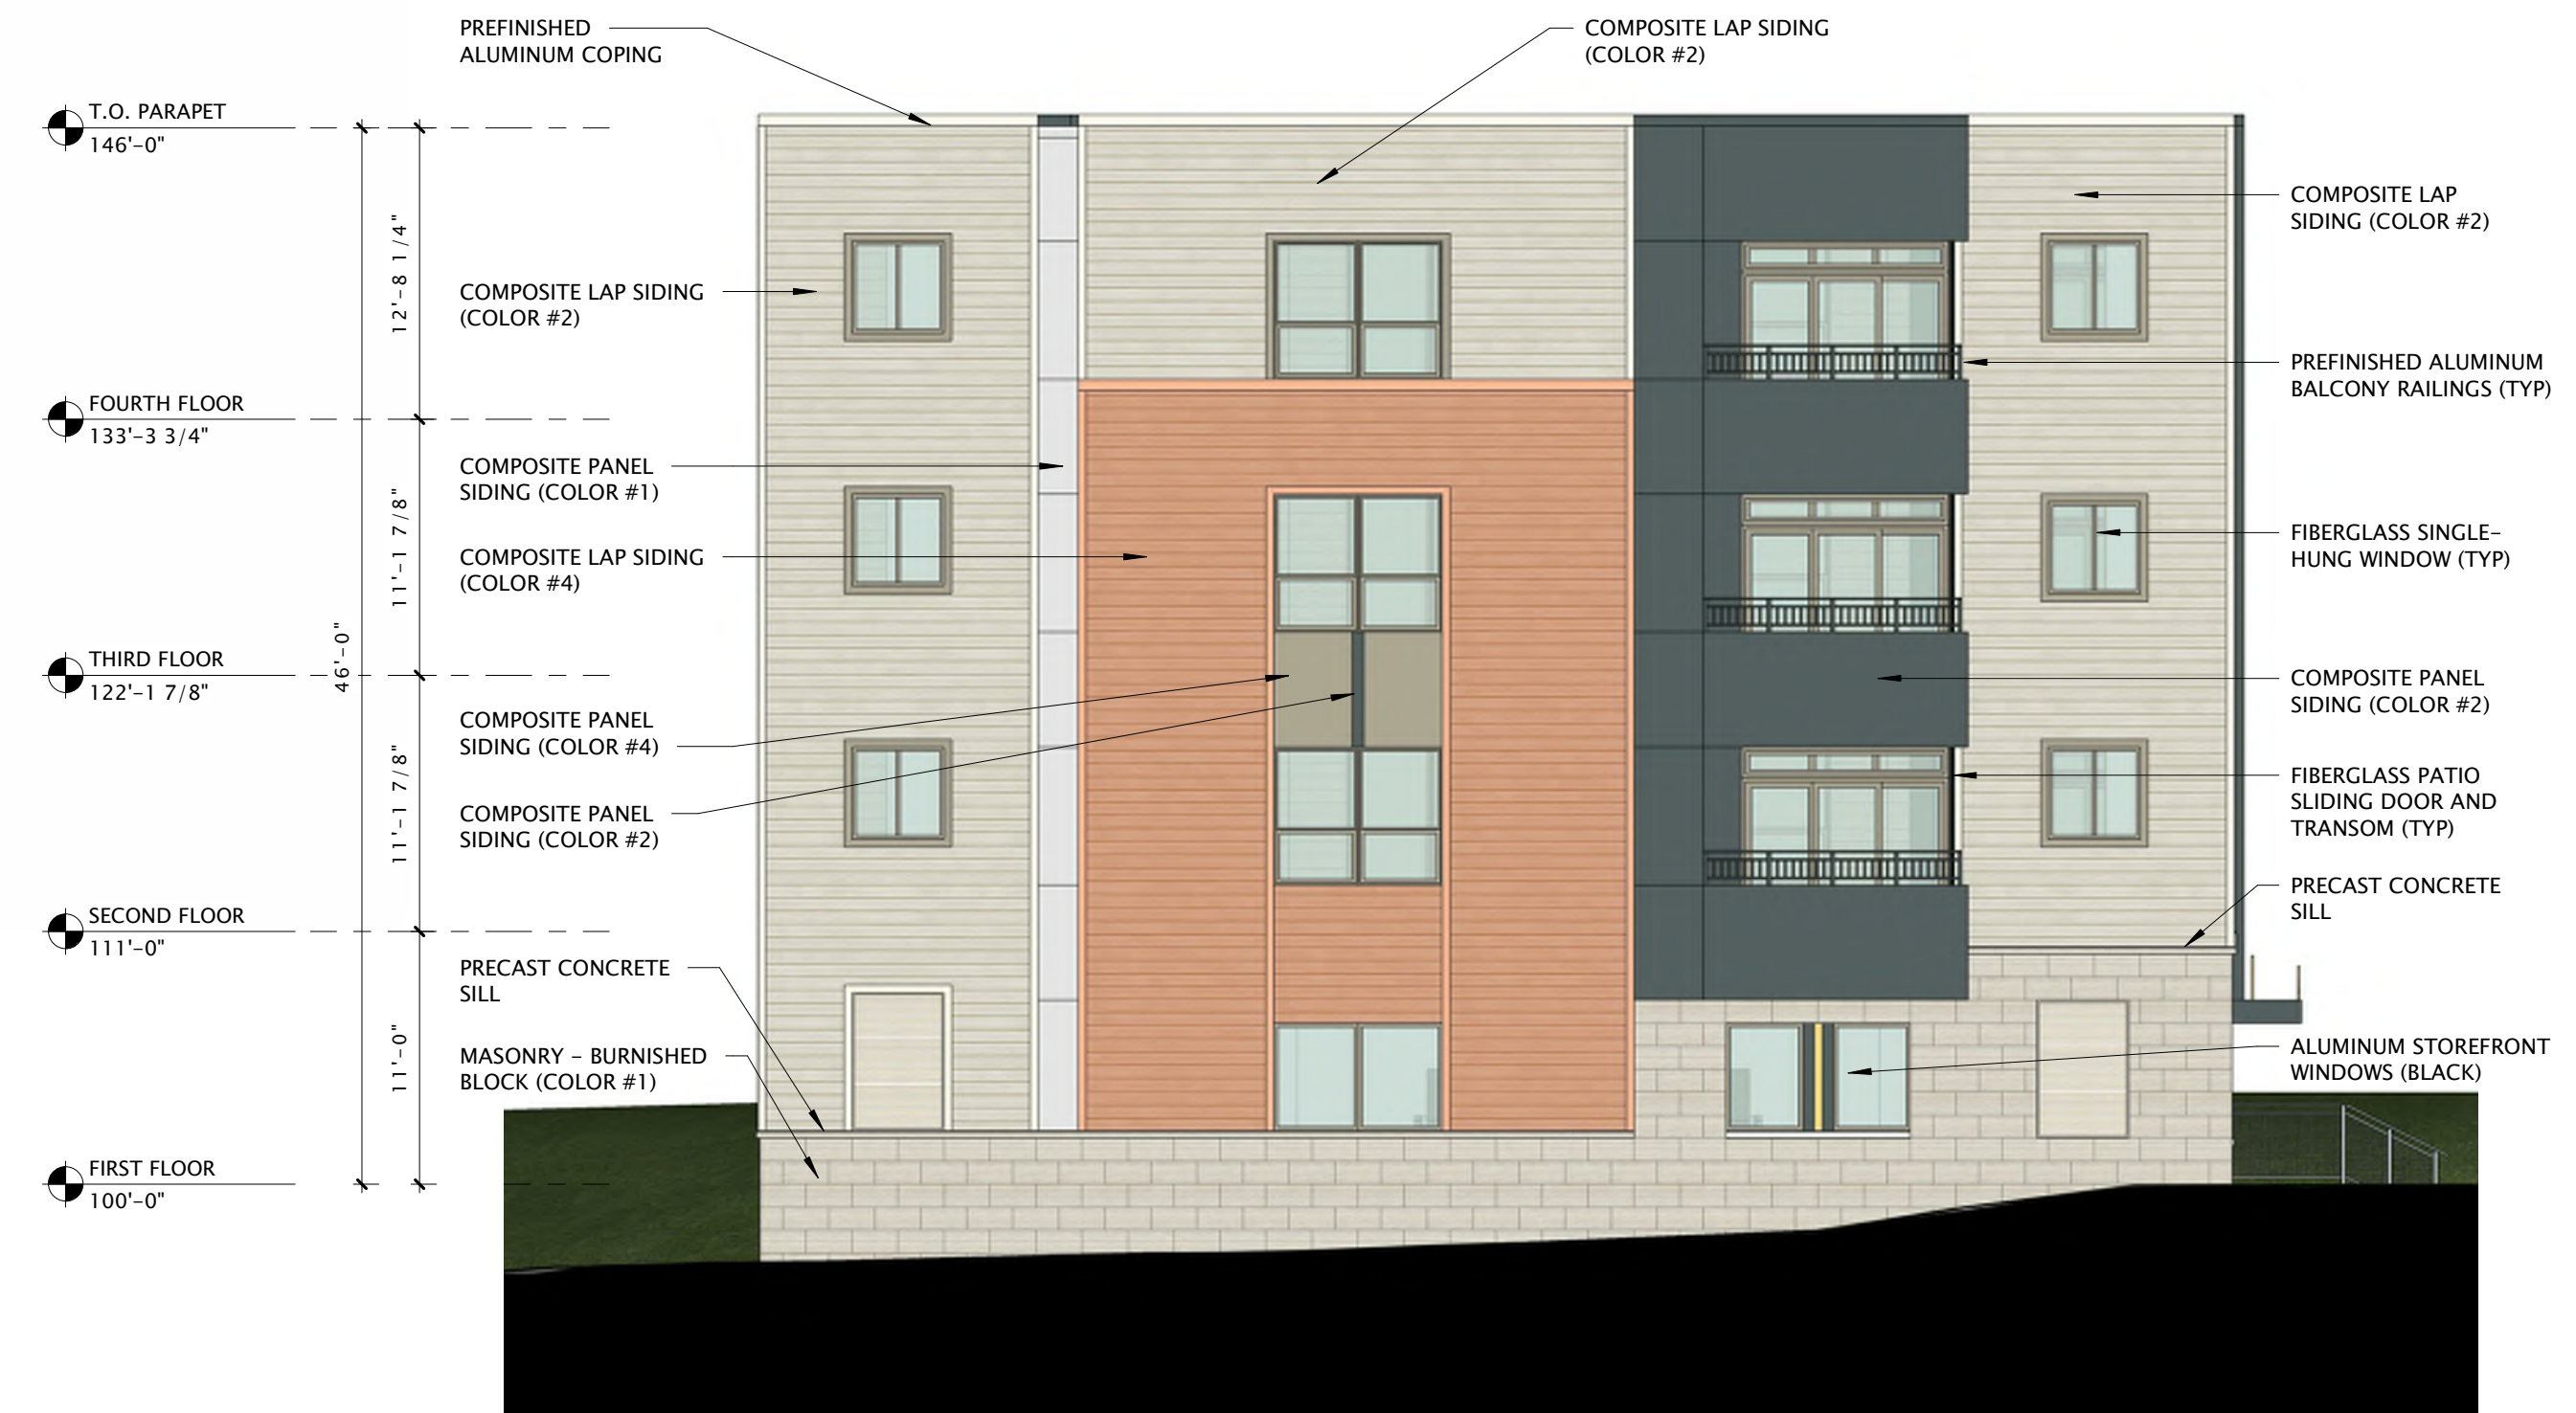 PREFINISHED
ALUMINUM COPING
COMPOSITE LAP SIDING
(COLOR #2)
T.O. PARAPET
146'-0"
COMPOSITE LAP
SIDING (COLOR #2)
12'-8 1/4"
COMPOSITE LAP SIDING
(COLOR #2)
PREFINISHED ALUMINUM
BALCONY RAILINGS (TYP)
FOURTH FLOOR
133'-3 3/4"
COMPOSITE PANEL
SIDING (COLOR #1)
11'-1 7/8"
FIBERGLASS SINGLE-
HUNG WINDOW (TYP)
COMPOSITE LAP SIDING
(COLOR #4)
46'-0"
THIRD FLOOR
122'-1 7/8"
COMPOSITE PANEL
SIDING (COLOR #2)
COMPOSITE PANEL
SIDING (COLOR #4)
11'-1 7/8"
FIBERGLASS PATIO
SLIDING DOOR AND
TRANSOM (TYP)
COMPOSITE PANEL
SIDING (COLOR #2)
PRECAST CONCRETE
SILL
SECOND FLOOR
111'-0"
PRECAST CONCRETE
SILL
11'-0"
MASONRY - BURNISHED
BLOCK (COLOR #1)
ALUMINUM STOREFRONT
WINDOWS (BLACK)
FIRST FLOOR
100'-0"